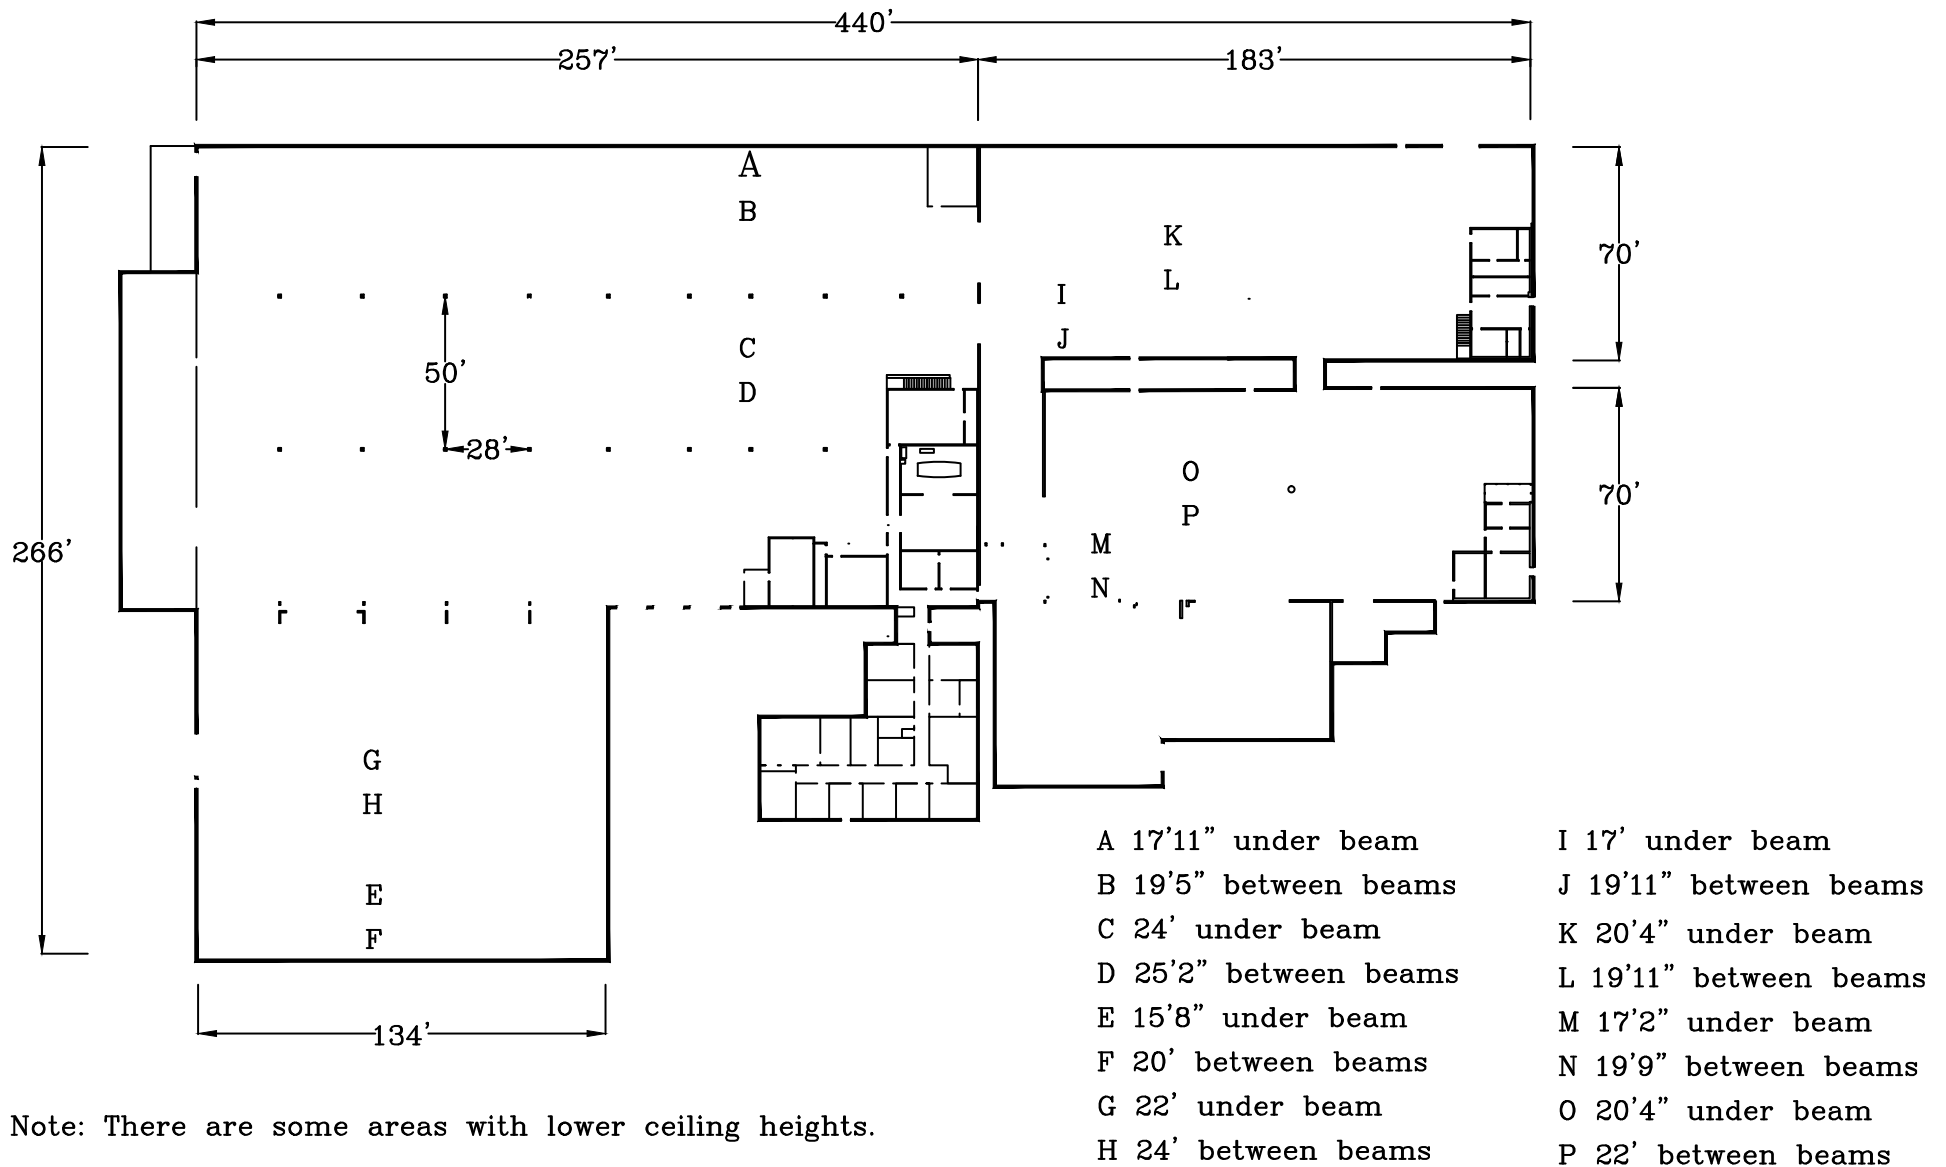 440'
257'
183'
A
B
K
L
70'
I
J
C
D
50'
28'
O
P
70'
M
N
266'
G
H
E
F
134'
A 17'11" under beam
B 19'5" between beams
C 24' under beam
D 25'2" between beams
E 15'8" under beam
F 20' between beams
G 22' under beam
H 24' between beams
I 17' under beam
J 19'11" between beams
K 20'4" under beam
L 19'11" between beams
M 17'2" under beam
N 19'9" between beams
O 20'4" under beam
P 22' between beams
Note: There are some areas with lower ceiling heights.